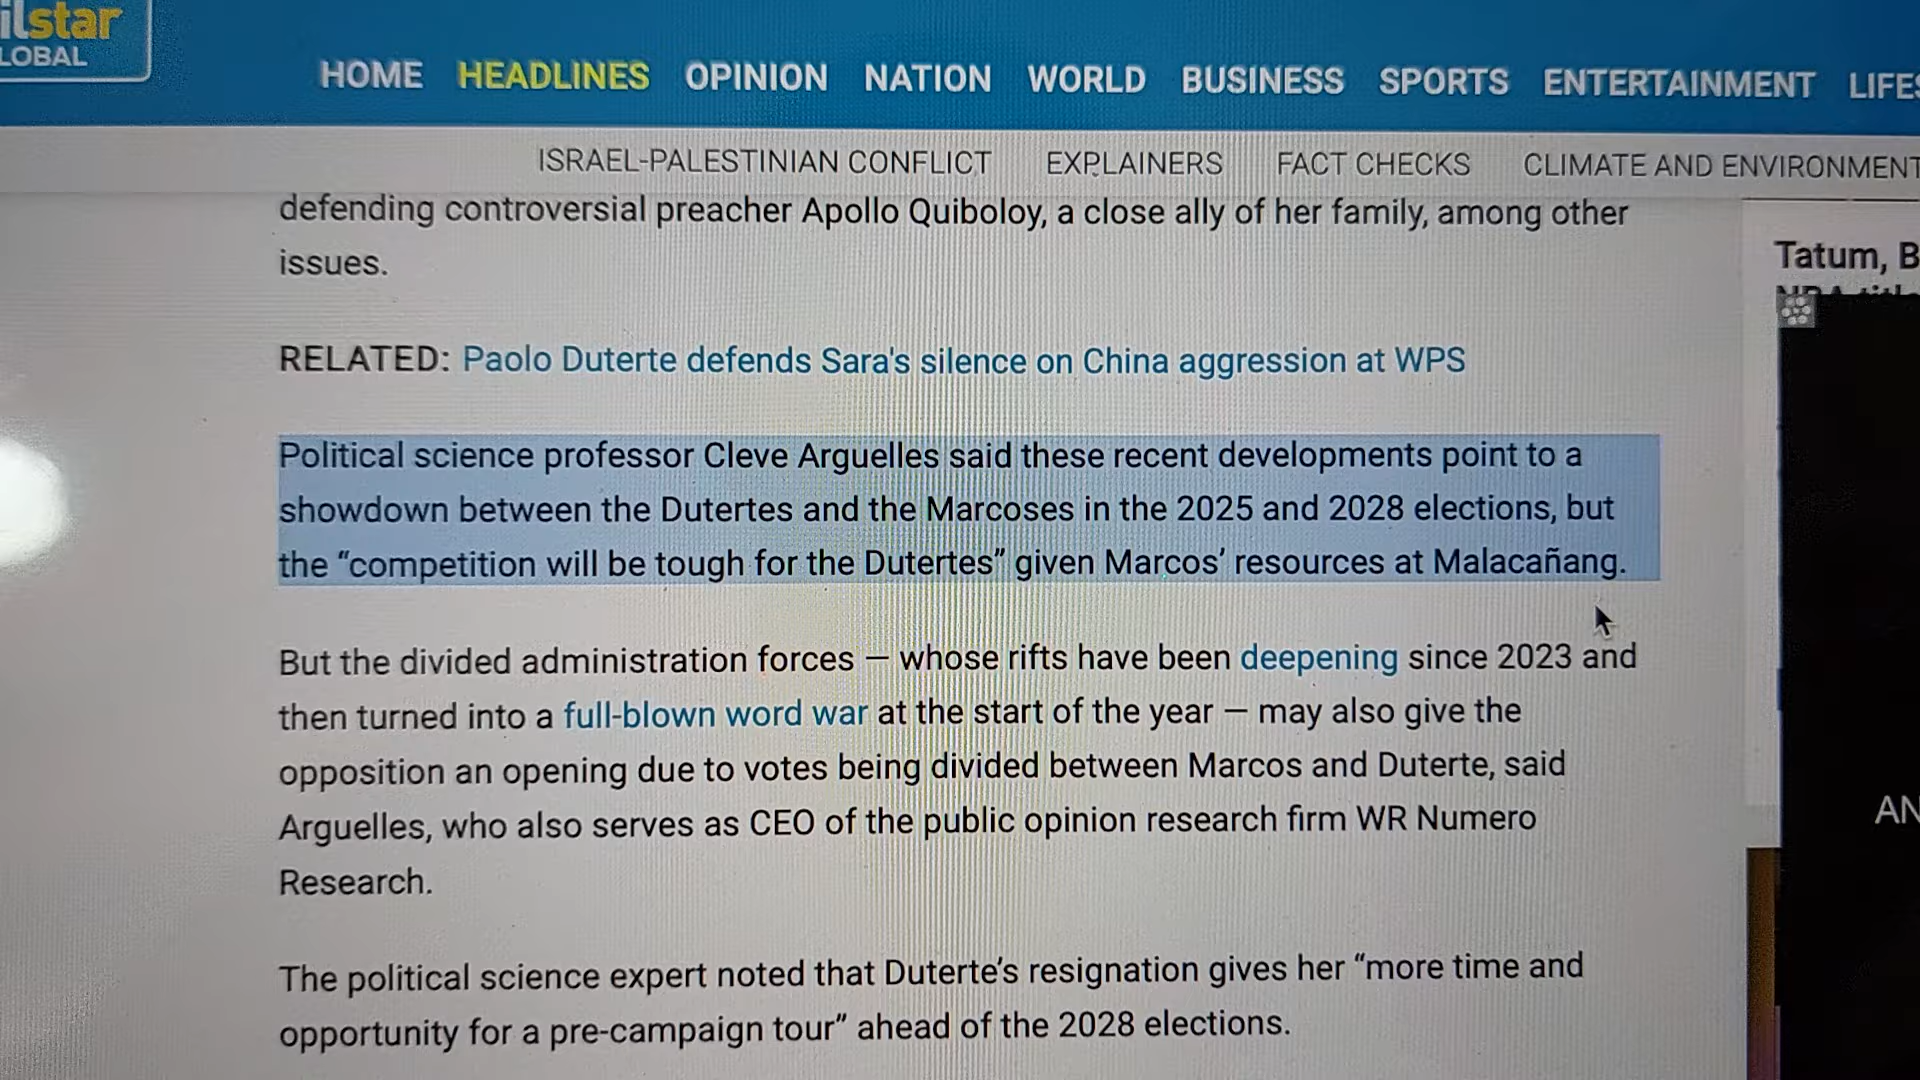 ilstar
LOBAL
HOME HEADLINES OPINION NATION WORLD BUSINESS SPORTS ENTERTAINMENT
ISRAEL-PALESTINIAN CONFLICT EXPLAINERS FACT CHECKS CLIMATE AND ENVIRONMENT
defending controversial preacher Apollo Quiboloy, a close ally of her family, among other
issues.
Tatum, B
RELATED: Paolo Duterte defends Sara's silence on China aggression at WPS
Political science professor Cleve Arguelles said these recent developments point to a
showdown between the Dutertes and the Marcoses in the 2025 and 2028 elections, but
the “competition will be tough for the Dutertes” given Marcos’ resources at Malacañang.
But the divided administration forces — whose rifts have been deepening since 2023 and
then turned into a full-blown word war at the start of the year — may also give the
opposition an opening due to votes being divided between Marcos and Duterte, said
Arguelles, who also serves as CEO of the public opinion research firm WR Numero
Research.
AN
The political science expert noted that Duterte’s resignation gives her “more time and
opportunity for a pre-campaign tour” ahead of the 2028 elections.